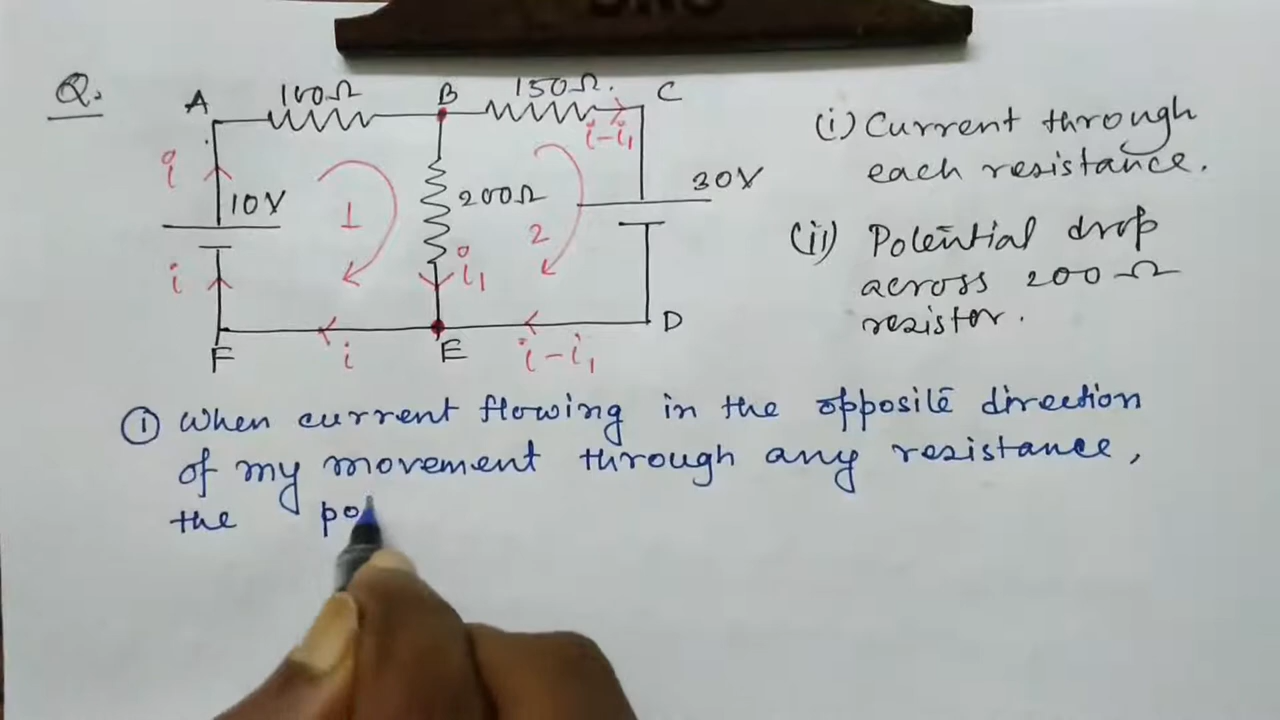 Q.
A
100Ω
B
150Ω.
C
i-i₁
i
10V
1
200Ω
2
30V
i₁
i
F
i
E
i-i₁
D
(i) Current through
each resistance.
(ii) Potential drop
across 200Ω
resistor.
① When current flowing in the opposite direction
of my movement through any resistance,
the po